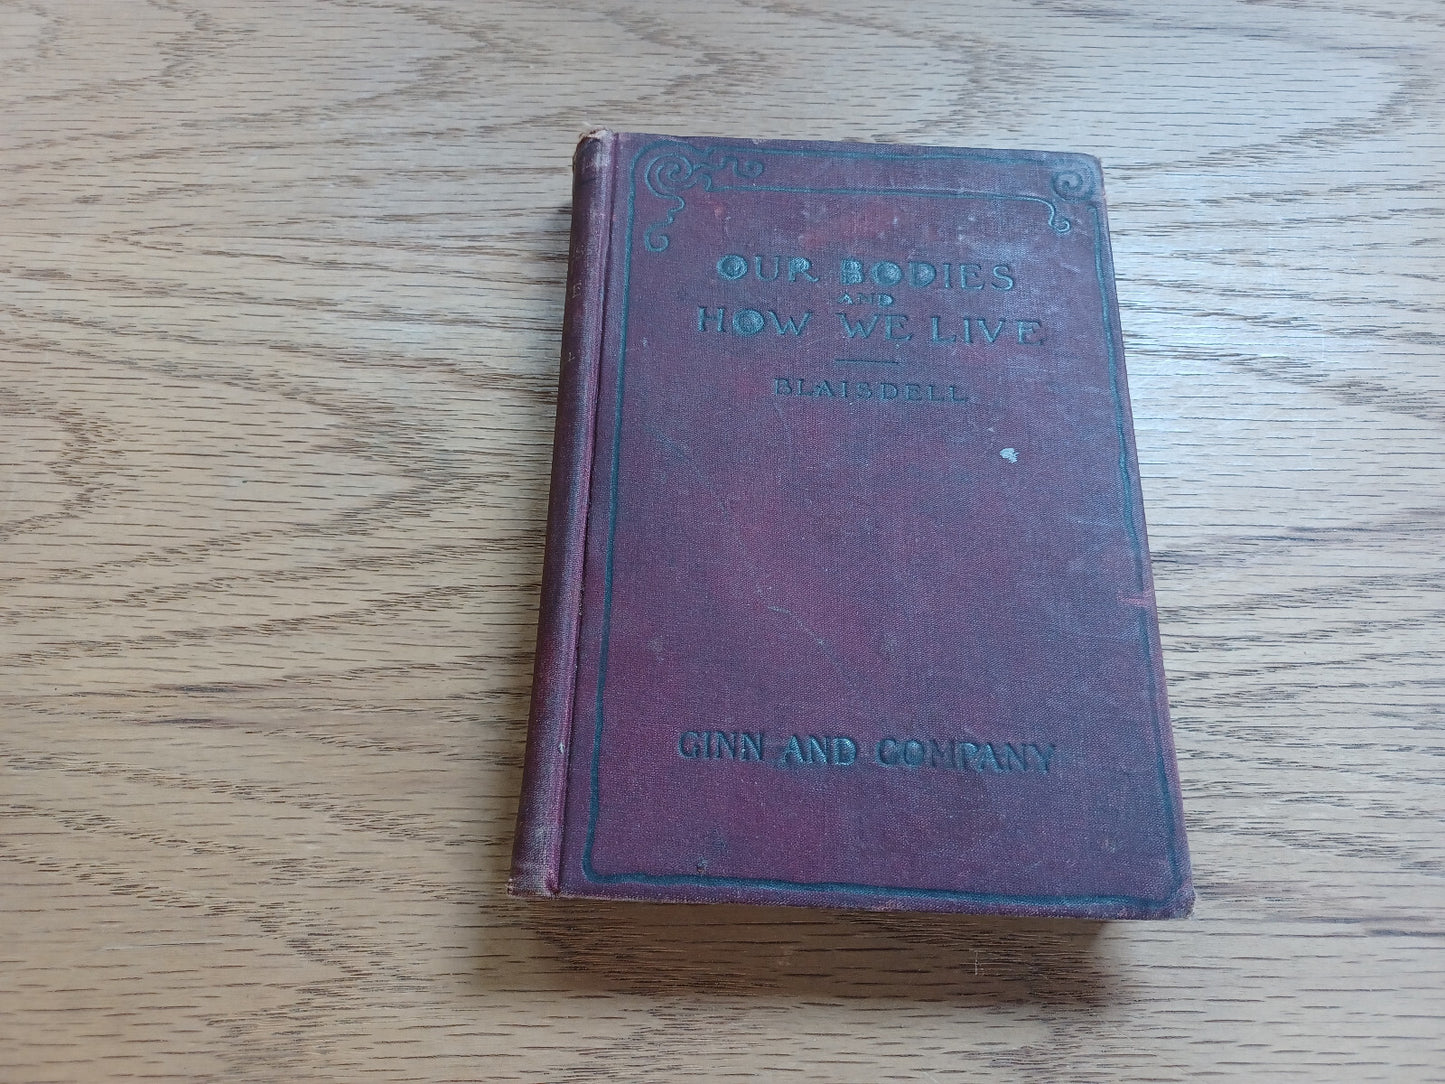 OUR BODIES
AND
HOW WE LIVE
BLAISDELL
GINN AND COMPANY